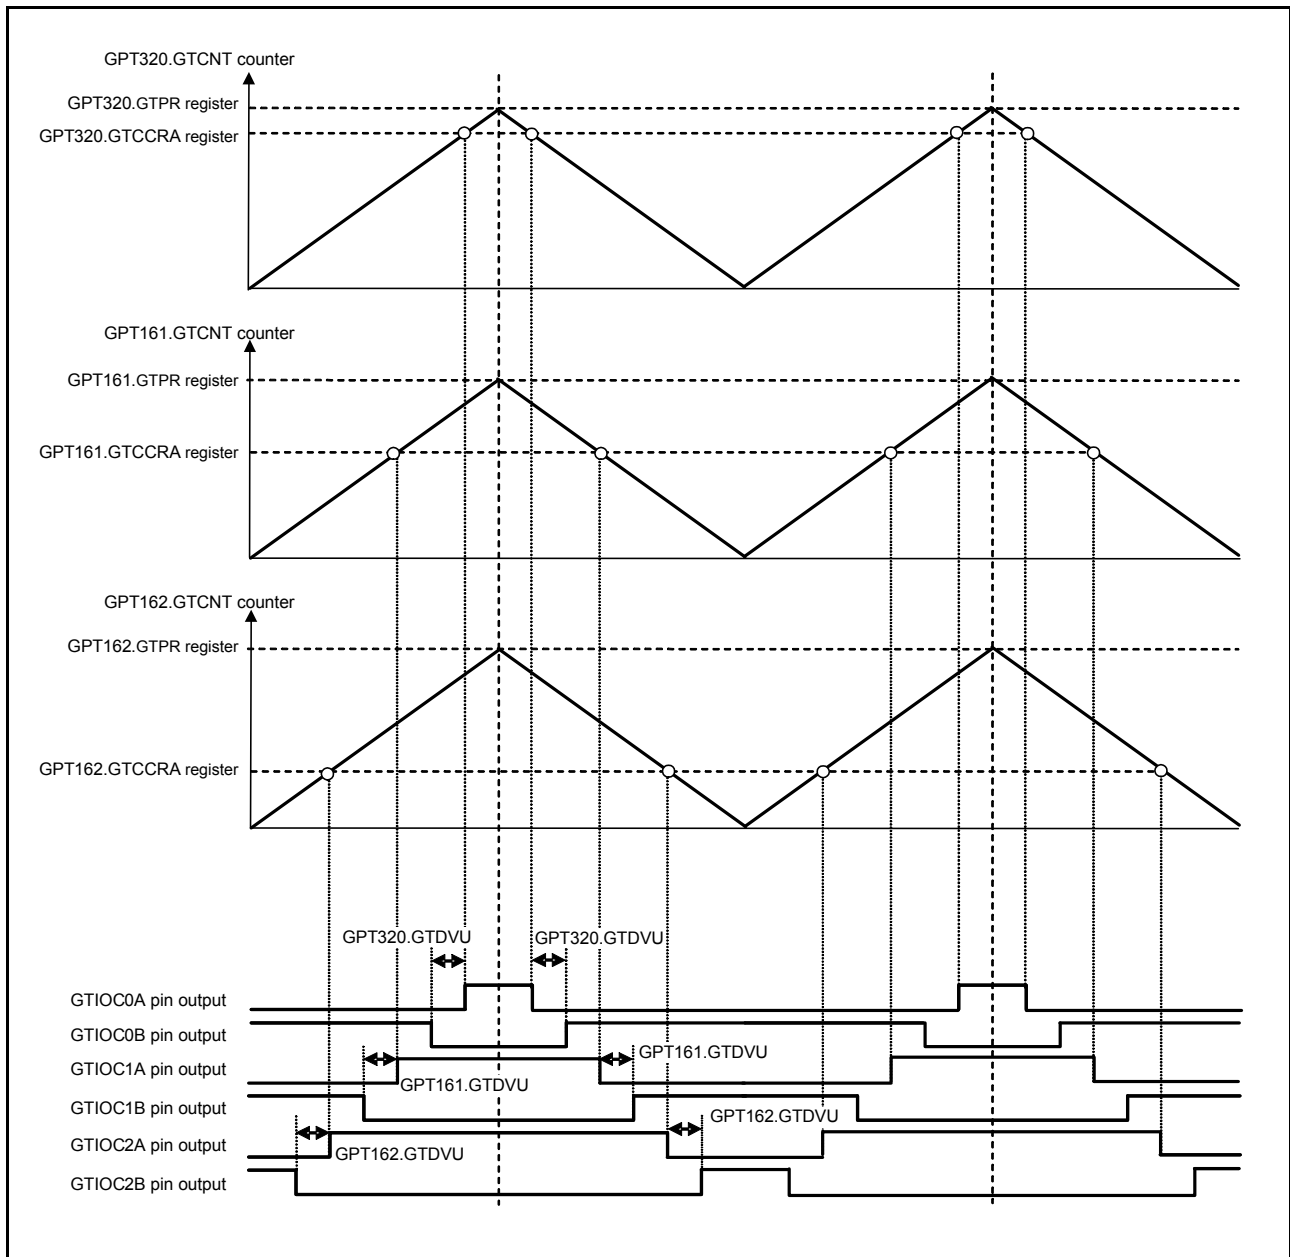 GPT320.GTCNT counter
GPT320.GTPR register
GPT320.GTCCRA register
GPT161.GTCNT counter
GPT161.GTPR register
GPT161.GTCCRA register
GPT162.GTCNT counter
GPT162.GTPR register
GPT162.GTCCRA register
GPT320.GTDVU
GPT320.GTDVU
GTIOC0A pin output
GTIOC0B pin output
GPT161.GTDVU
GTIOC1A pin output
GPT161.GTDVU
GTIOC1B pin output
GPT162.GTDVU
GTIOC2A pin output
GPT162.GTDVU
GTIOC2B pin output